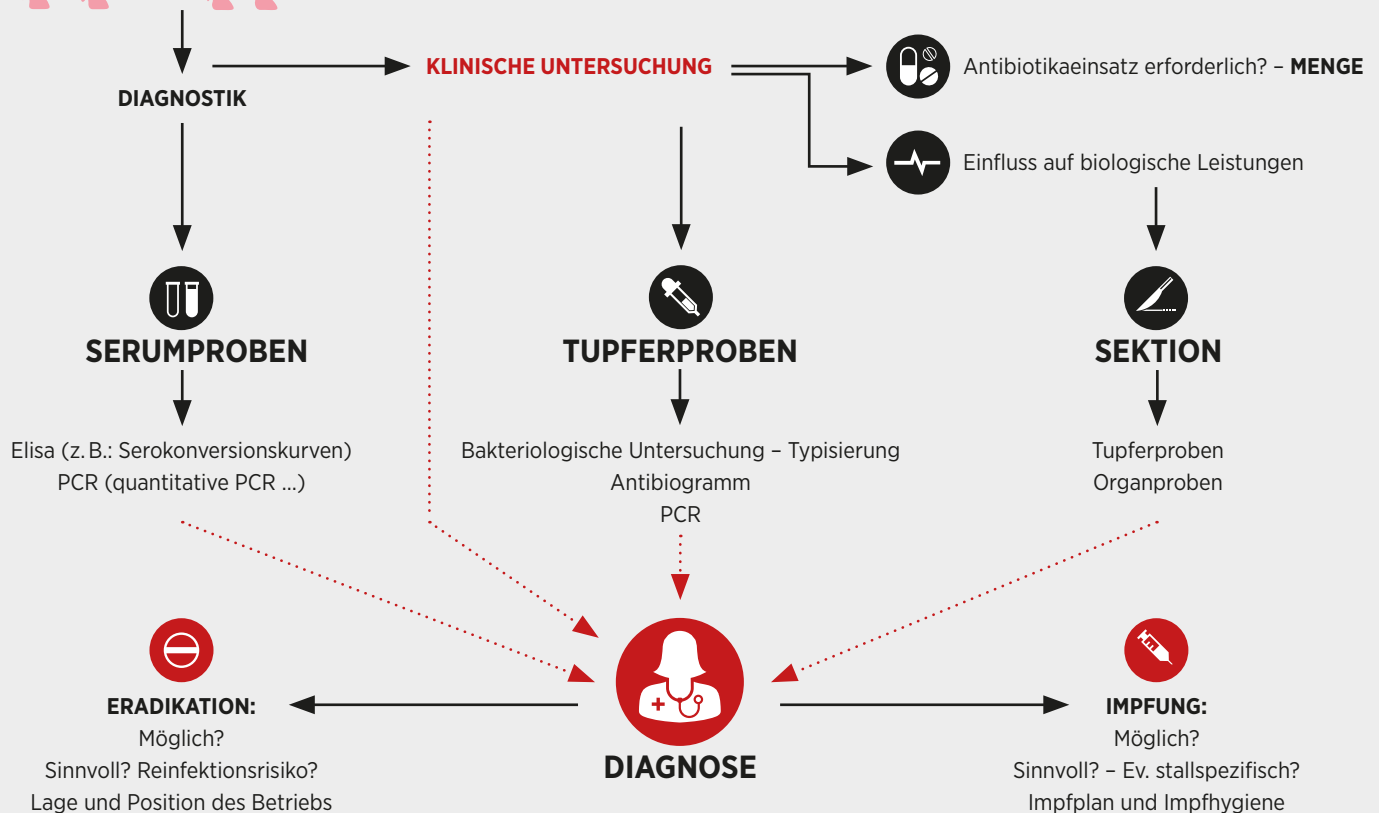 KLINISCHE UNTERSUCHUNG
Antibiotikaeinsatz erforderlich? – MENGE
DIAGNOSTIK
Einfluss auf biologische Leistungen
SERUMPROBEN
TUPFERPROBEN
SEKTION
Elisa (z. B.: Serokonversionskurven)
PCR (quantitative PCR ...)
Bakteriologische Untersuchung – Typisierung
Antibiogramm
PCR
Tupferproben
Organproben
ERADIKATION:
Möglich?
Sinnvoll? Reinfektionsrisiko?
Lage und Position des Betriebs
DIAGNOSE
IMPFUNG:
Möglich?
Sinnvoll? – Ev. stallspezifisch?
Impfplan und Impfhygiene